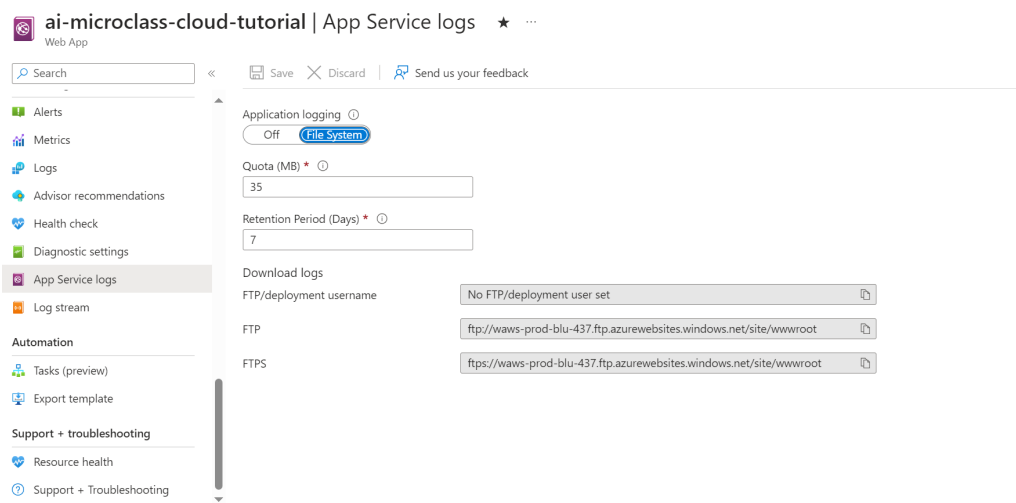 ai-microclass-cloud-tutorial | App Service logs
Web App
Search
Save
Discard
Send us your feedback
Alerts
Metrics
Logs
Advisor recommendations
Health check
Diagnostic settings
App Service logs
Log stream
Automation
Tasks (preview)
Export template
Support + troubleshooting
Resource health
Support + Troubleshooting
Application logging
Off File System
Quota (MB) *
35
Retention Period (Days) *
7
Download logs
FTP/deployment username No FTP/deployment user set
FTP ftp://waws-prod-blu-437.ftp.azurewebsites.windows.net/site/wwwroot
FTPS ftps://waws-prod-blu-437.ftp.azurewebsites.windows.net/site/wwwroot